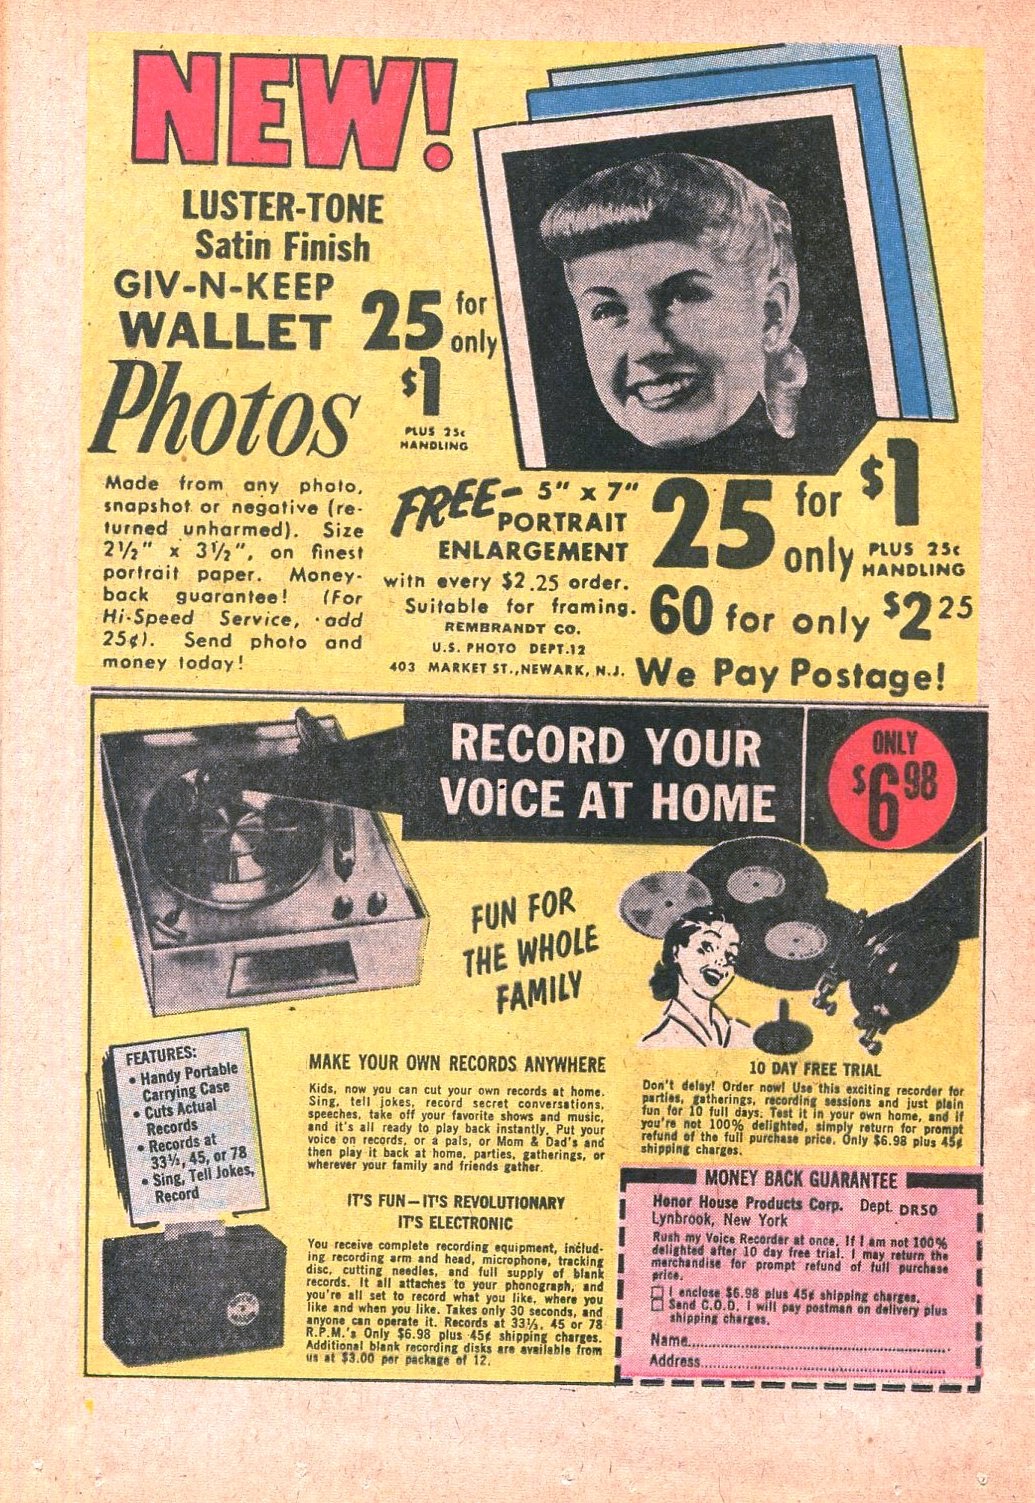 NEW!
LUSTER-TONE
Satin Finish
GIV-N-KEEP
WALLET
Photos
25 for
only
$1
PLUS 25¢
HANDLING
Made from any photo,
snapshot or negative (re-
turned unharmed). Size
2½" x 3½", on finest
portrait paper. Money-
back guarantee! (For
Hi-Speed Service, add
25¢). Send photo and
money today!
FREE- 5" x 7"
PORTRAIT
ENLARGEMENT
with every $2.25 order.
Suitable for framing.
REMBRANDT CO.
U.S. PHOTO DEPT.12
403 MARKET ST., NEWARK, N.J.
25 for $1
only PLUS 25¢
HANDLING
60 for only $2 25
We Pay Postage!
RECORD YOUR
VOICE AT HOME
ONLY
$6 98
FUN FOR
THE WHOLE
FAMILY
FEATURES:
• Handy Portable
Carrying Case
• Cuts Actual
Records
• Records at
33⅓, 45, or 78
• Sing, Tell Jokes,
Record
MAKE YOUR OWN RECORDS ANYWHERE
Kids, now you can cut your own records at home.
Sing, tell jokes, record secret conversations,
speeches, take off your favorite shows and music,
and it's all ready to play back instantly. Put your
voice on records, or a pals, or Mom & Dad's and
then play it back at home, parties, gatherings, or
wherever your family and friends gather.
IT'S FUN—IT'S REVOLUTIONARY
IT'S ELECTRONIC
You receive complete recording equipment, includ-
ing recording arm and head, microphone, tracking
disc, cutting needles, and full supply of blank
records. It all attaches to your phonograph, and
you're all set to record what you like, where you
like and when you like. Takes only 30 seconds, and
anyone can operate it. Records at 33⅓, 45 or 78
R.P.M.'s Only $6.98 plus 45¢ shipping charges.
Additional blank recording disks are available from
us at $3.00 per package of 12.
10 DAY FREE TRIAL
Don't delay! Order now! Use this exciting recorder for
parties, gatherings, recording sessions and just plain
fun for 10 full days. Test it in your own home, and if
you're not 100% delighted, simply return for prompt
refund of the full purchase price. Only $6.98 plus 45¢
shipping charges.
MONEY BACK GUARANTEE
Honor House Products Corp. Dept. DR50
Lynbrook, New York
Rush my Voice Recorder at once. If I am not 100%
delighted after 10 day free trial. I may return the
merchandise for prompt refund of full purchase
price.
☐ I enclose $6.98 plus 45¢ shipping charges.
☐ Send C.O.D. I will pay postman on delivery plus
shipping charges.
Name
Address